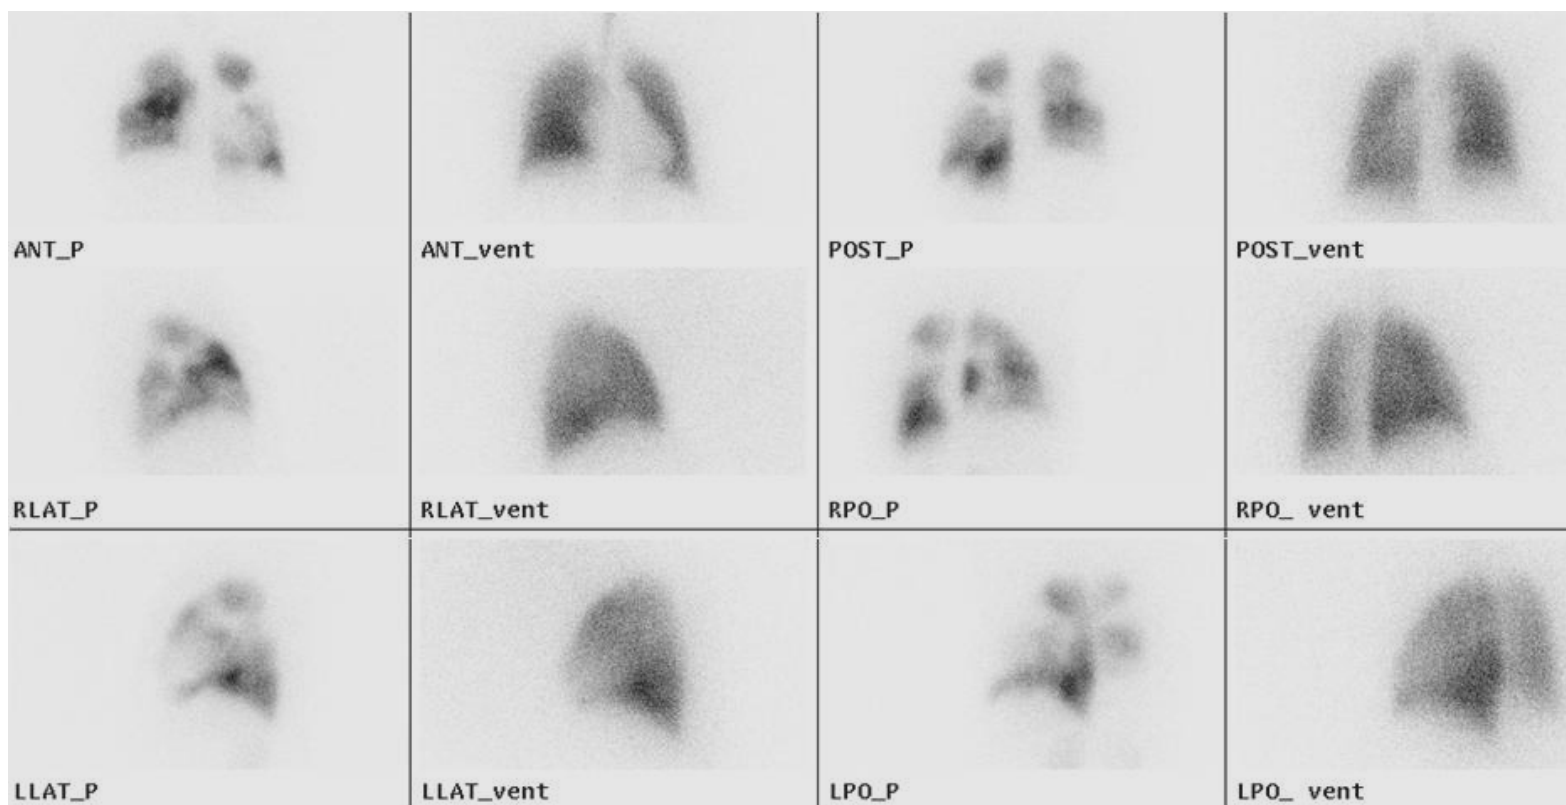 ANT_P
ANT_vent
POST_P
POST_vent
RLAT_P
RLAT_vent
RPO_P
RPO_ vent
LLAT_P
LLAT_vent
LPO_P
LPO_ vent